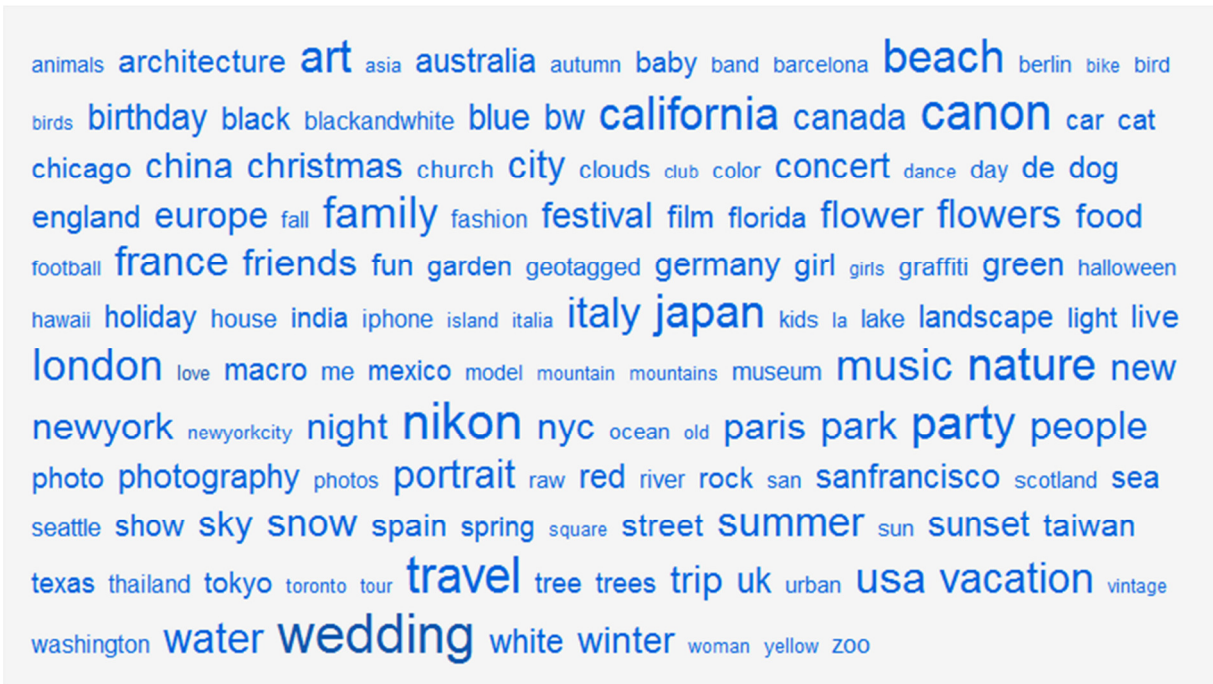 animals architecture art asia australia autumn baby band barcelona beach berlin bike bird
birds birthday black blackandwhite blue bw california canada canon car cat
chicago china christmas church city clouds club color concert dance day de dog
england europe fall family fashion festival film florida flower flowers food
football france friends fun garden geotagged germany girl girls graffiti green halloween
hawaii holiday house india iphone island italia italy japan kids la lake landscape light live
london love macro me mexico model mountain mountains museum music nature new
newyork newyorkcity night nikon nyc ocean old paris park party people
photo photography photos portrait raw red river rock san sanfrancisco scotland sea
seattle show sky snow spain spring square street summer sun sunset taiwan
texas thailand tokyo toronto tour travel tree trees trip uk urban usa vacation vintage
washington water wedding white winter woman yellow zoo